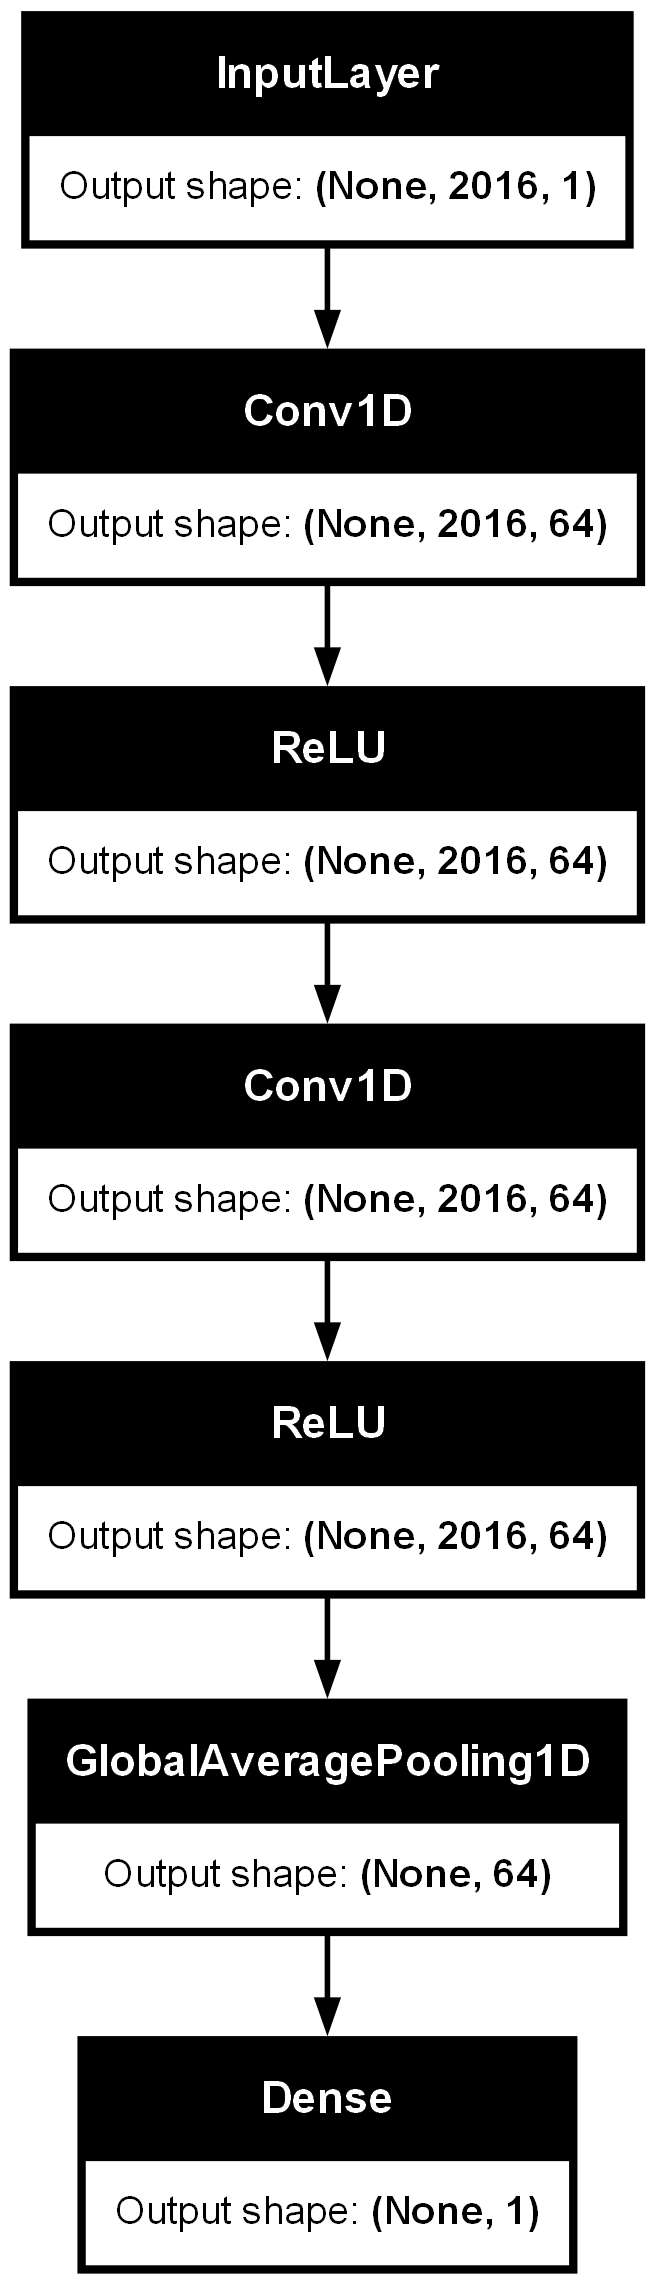 InputLayer
Output shape: (None, 2016, 1)
Conv1D
Output shape: (None, 2016, 64)
ReLU
Output shape: (None, 2016, 64)
Conv1D
Output shape: (None, 2016, 64)
ReLU
Output shape: (None, 2016, 64)
GlobalAveragePooling1D
Output shape: (None, 64)
Dense
Output shape: (None, 1)